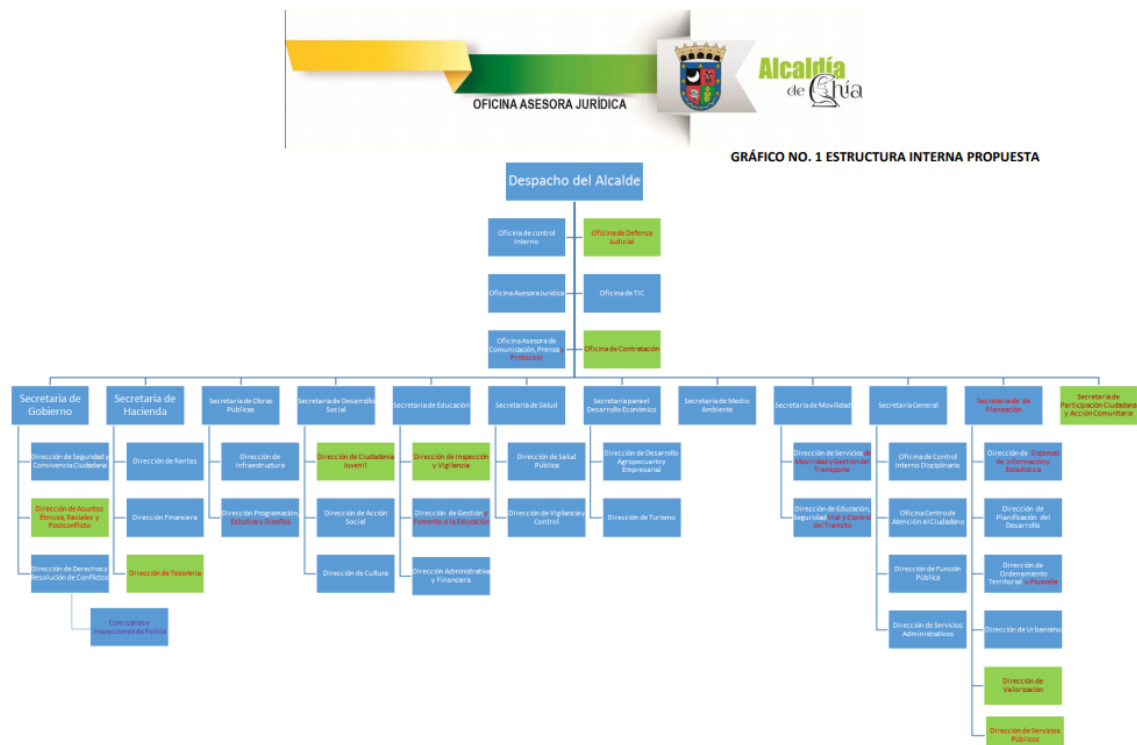 OFICINA ASESORA JURÍDICA
Alcaldía
de Chía
GRÁFICO NO. 1 ESTRUCTURA INTERNA PROPUESTA
Despacho del Alcalde
Oficina de control
Interno
Oficina de Defensa
Judicial
Oficina Asesora Jurídica
Oficina de TIC
Oficina Asesora de
Comunicación, Prensa y
Protocolo
Oficina de Contratación
Secretaria de
Gobierno
Secretaria de
Hacienda
Secretaria de Obras
Públicas
Secretaria de Desarrollo
Social
Secretaria de Educación
Secretaria de Salud
Secretaría para el
Desarrollo Económico
Secretaria de Medio
Ambiente
Secretaria de Movilidad
Secretaría General
Secretaria de de
Planeación
Secretaria de
Participación Ciudadana
y Acción Comunitaria
Dirección de Seguridad y
Convivencia Ciudadana
Dirección de Rentas
Dirección de
Infraestructura
Dirección de Ciudadanía
Juvenil
Dirección de Inspección
y Vigilancia
Dirección de Salud
Pública
Dirección de Desarrollo
Agropecuario y
Empresarial
Dirección de Servicios de
Movilidad y Gestión de
Transporte
Oficina de Control
Interno Disciplinario
Dirección de Sistemas
de Información y
Estadística
Dirección de Asuntos
Étnicos, Raciales y
Postconflicto
Dirección Financiera
Dirección Programación,
Estudios y Diseños
Dirección de Acción
Social
Dirección de Gestión y
Fomento a la Educación
Dirección de Vigilancia y
Control
Dirección de Turismo
Dirección de Educación,
Seguridad Vial y Control
del Transito
Oficina Centro de
Atención al Ciudadano
Dirección de
Planificación del
Desarrollo
Dirección de Derechos y
Resolución de Conflictos
Dirección de Tesorería
Dirección de Cultura
Dirección Administrativa
y Financiera
Dirección de Función
Pública
Dirección de
Ordenamiento
Territorial y Plusvalía
Comisarias e
inspecciones de Policía
Dirección de Servicios
Administrativos
Dirección de Urbanismo
Dirección de
Valorización
Dirección de Servicios
Públicos